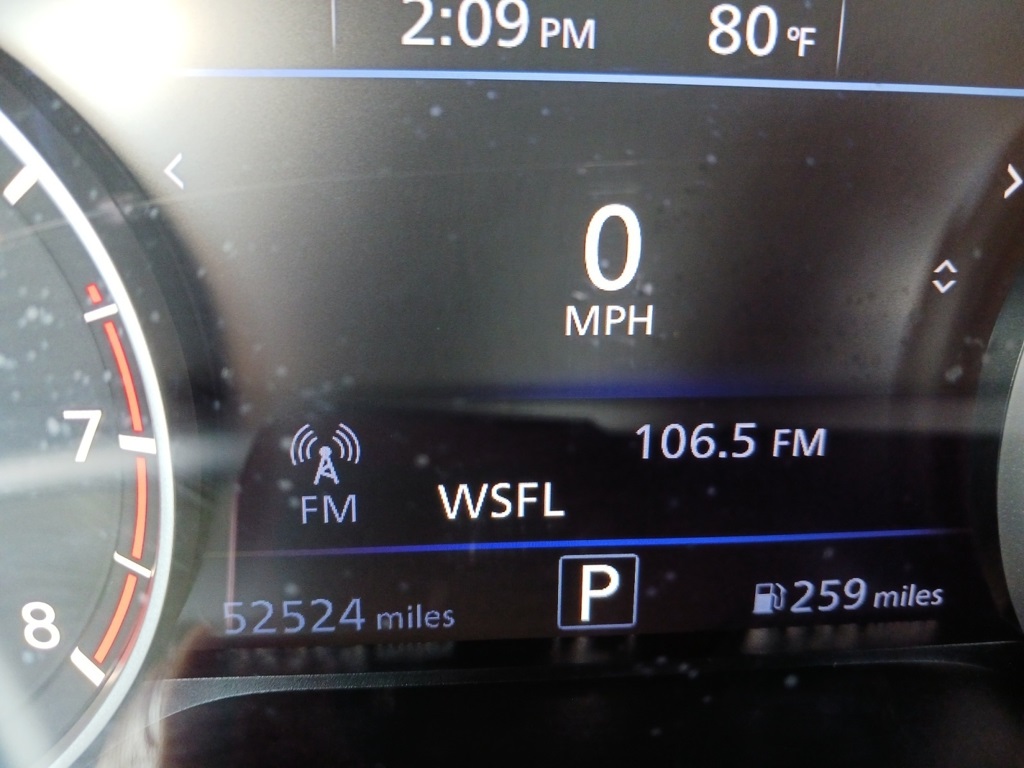 2:09 PM 80 °F
0
MPH
7
106.5 FM
FM WSFL
P
52524 miles 259 miles
8